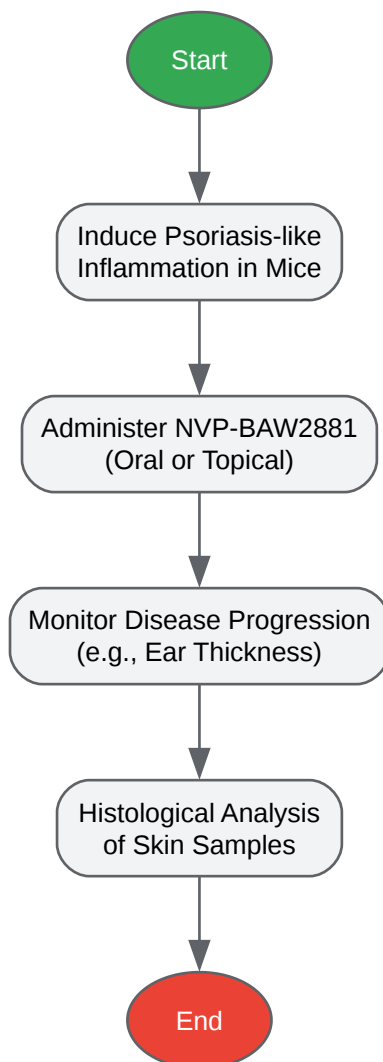 Start
Induce Psoriasis-like
Inflammation in Mice
Administer NVP-BAW2881
(Oral or Topical)
Monitor Disease Progression
(e.g., Ear Thickness)
Histological Analysis
of Skin Samples
End